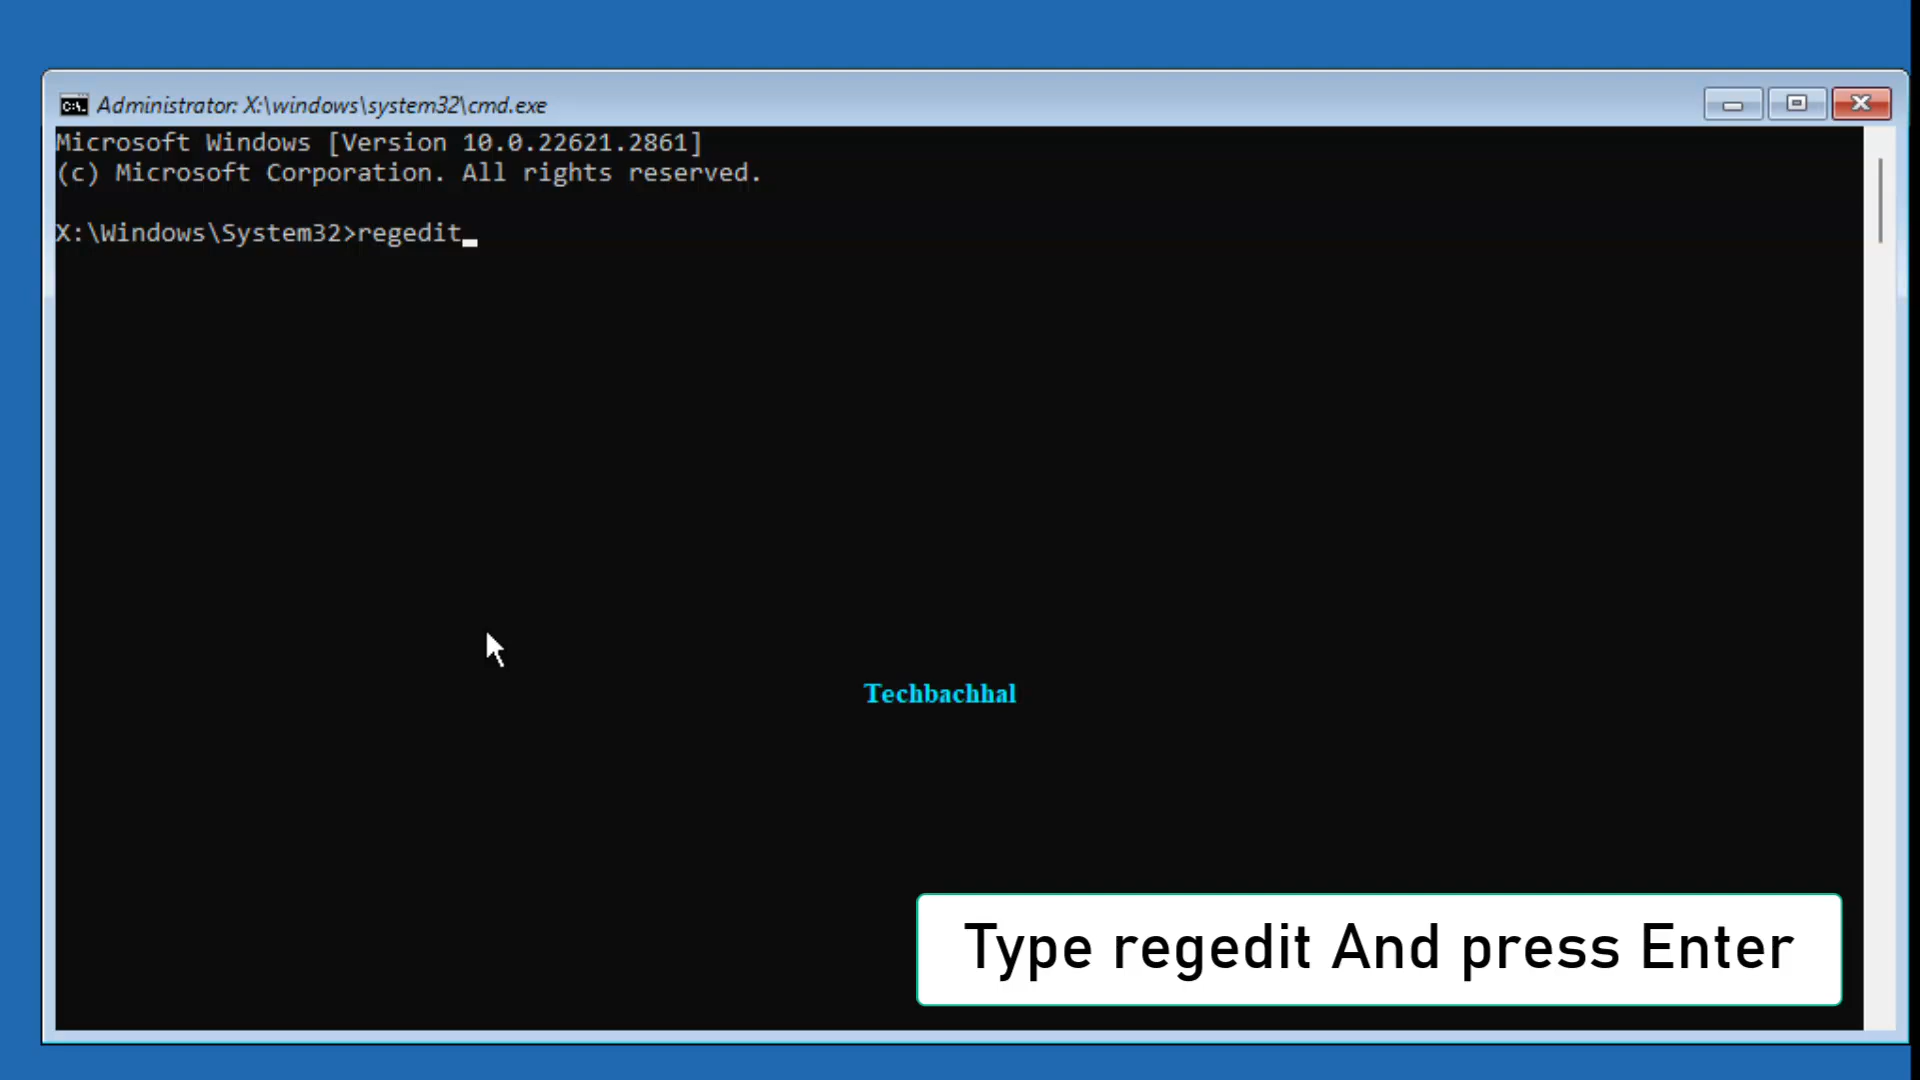 Administrator: X:\windows\system32\cmd.exe
Microsoft Windows [Version 10.0.22621.2861]
(c) Microsoft Corporation. All rights reserved.
X:\Windows\System32>regedit
Techbachhal
Type regedit And press Enter